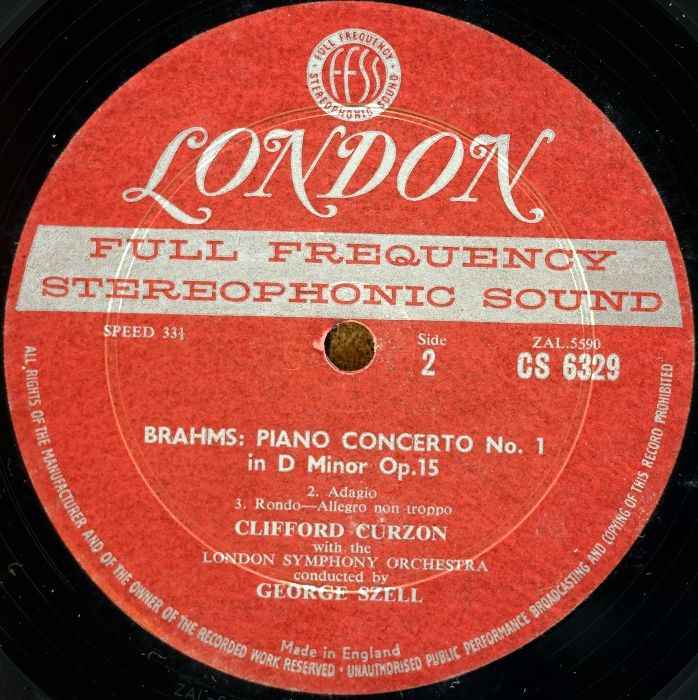 FULL FREQUENCY
FFSS
STEREOPHONIC SOUND
LONDON
FULL FREQUENCY
STEREOPHONIC SOUND
SPEED 33⅓
Side
2
ZAL.5590
CS 6329
BRAHMS: PIANO CONCERTO No. 1
in D Minor Op.15
2. Adagio
3. Rondo—Allegro non troppo
CLIFFORD CURZON
with the
LONDON SYMPHONY ORCHESTRA
conducted by
GEORGE SZELL
Made in England
ALL RIGHTS OF THE MANUFACTURER AND OF THE OWNER OF THE RECORDED WORK RESERVED · UNAUTHORISED PUBLIC PERFORMANCE BROADCASTING AND COPYING OF THIS RECORD PROHIBITED